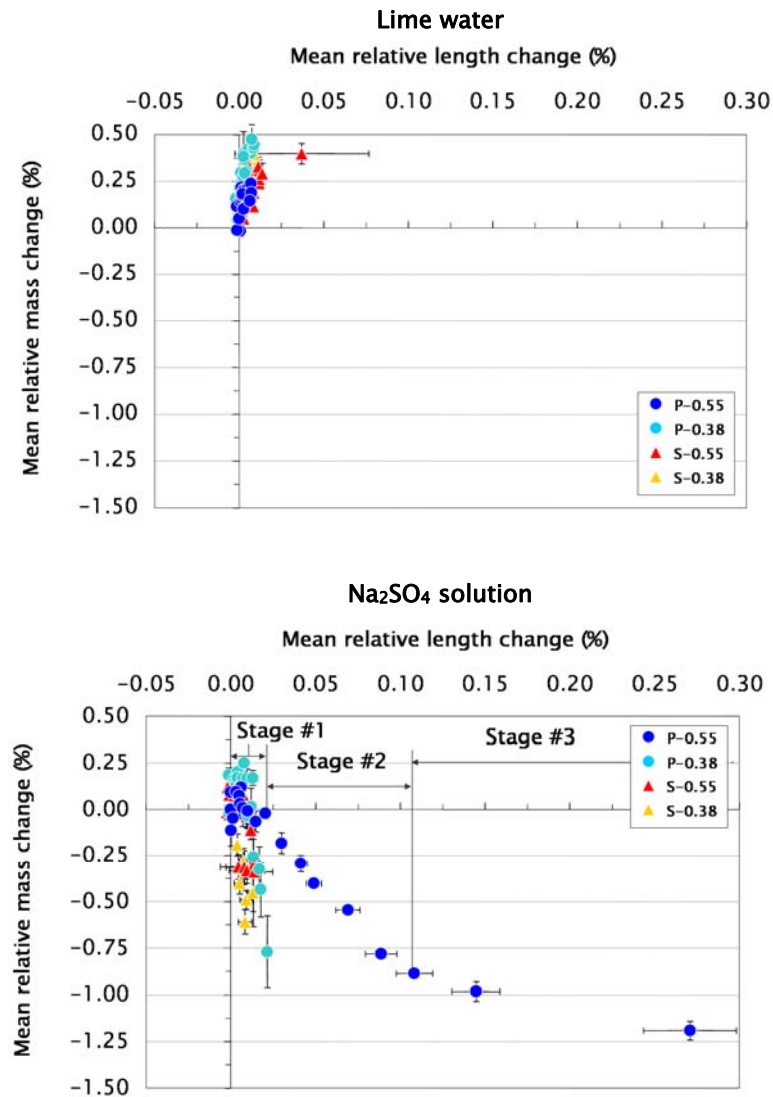 Lime water
Mean relative length change (%)
−0.05 0.00 0.05 0.10 0.15 0.20 0.25 0.30
Mean relative mass change (%)
0.50
0.25
0.00
−0.25
−0.50
−0.75
−1.00
−1.25
−1.50
P−0.55
P−0.38
S−0.55
S−0.38
Na₂SO₄ solution
Mean relative length change (%)
−0.05 0.00 0.05 0.10 0.15 0.20 0.25 0.30
Mean relative mass change (%)
0.50
0.25
0.00
−0.25
−0.50
−0.75
−1.00
−1.25
−1.50
Stage #1
Stage #2
Stage #3
P−0.55
P−0.38
S−0.55
S−0.38